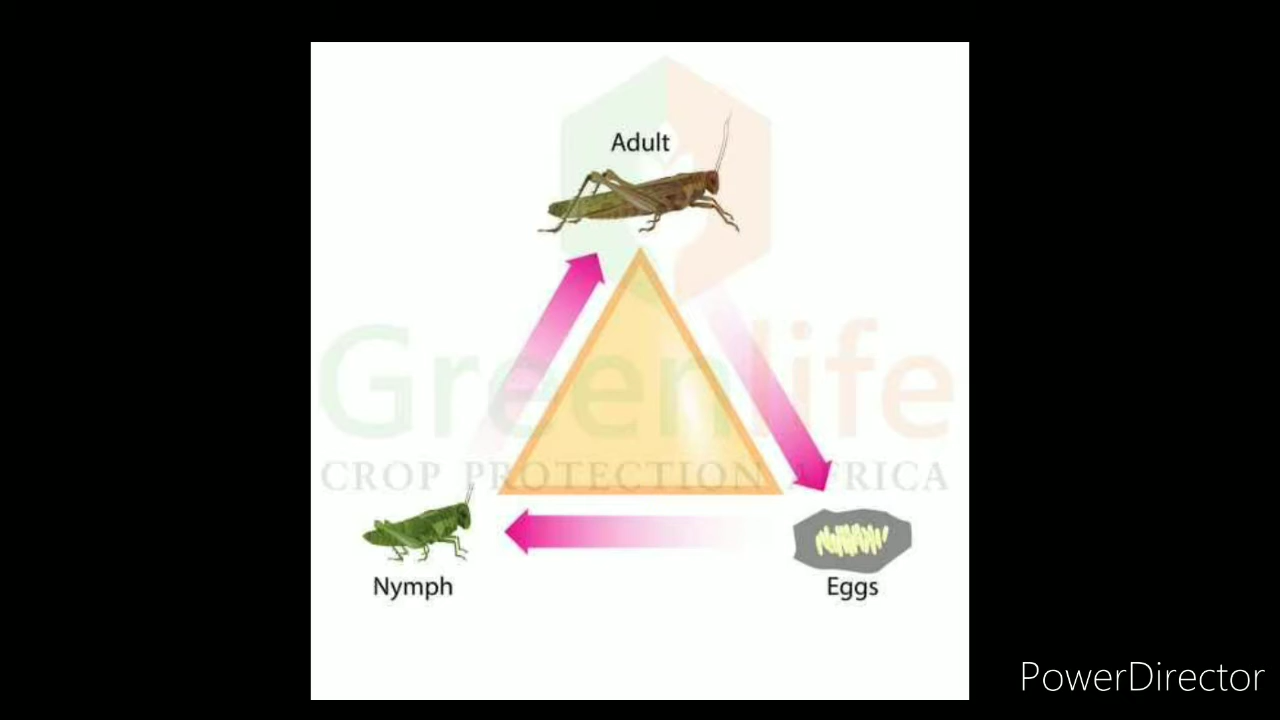 Adult
Greenlife
CROP PROTECTION AFRICA
Nymph
Eggs
PowerDirector